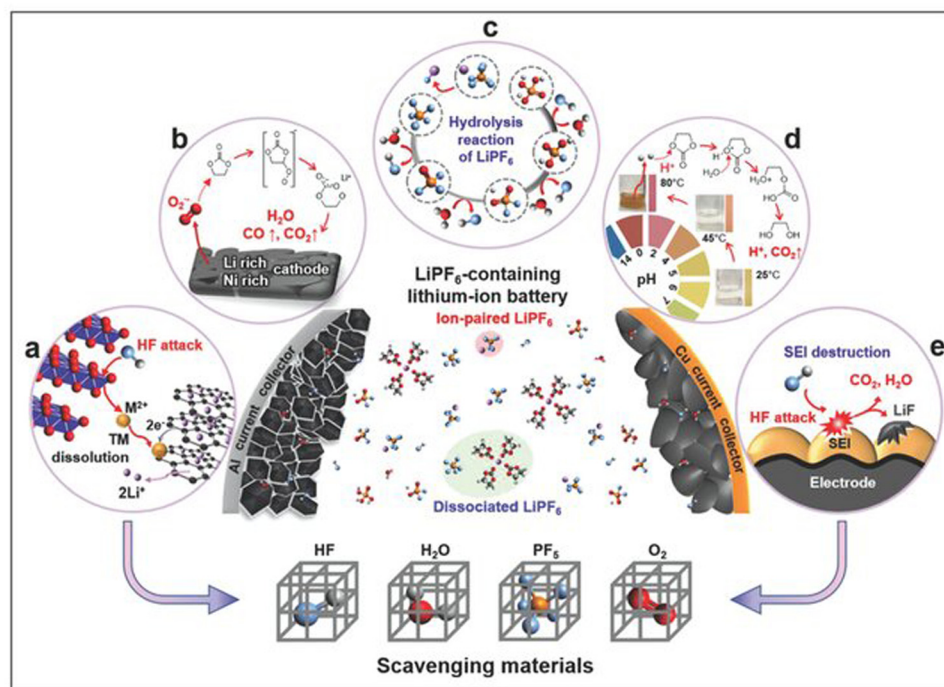 c
Hydrolysis
reaction
of LiPF₆
b
O₂·⁻
Li⁺
H₂O
CO ↑, CO₂↑
Li rich
Ni rich
cathode
d
H⁺
H
H₂O
80°C
45°C
25°C
14
0
2
4
5
6
7
pH
H⁺, CO₂↑
LiPF₆-containing
lithium-ion battery
Ion-paired LiPF₆
Dissociated LiPF₆
Al current collector
Cu current
collector
a
HF attack
M²⁺
2e⁻
TM
dissolution
2Li⁺
e
SEI destruction
CO₂, H₂O
HF attack
LiF
SEI
Electrode
HF
H₂O
PF₅
O₂
Scavenging materials